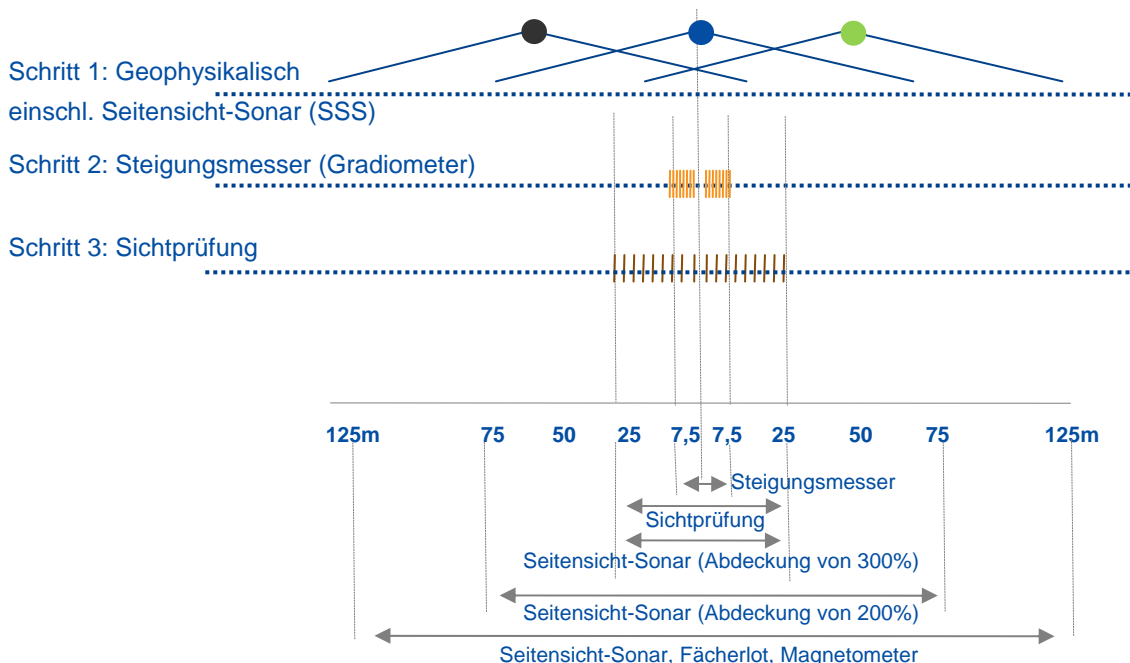 Schritt 1: Geophysikalisch
einschl. Seitensicht-Sonar (SSS)
Schritt 2: Steigungsmesser (Gradiometer)
Schritt 3: Sichtprüfung
125m 75 50 25 7,5 7,5 25 50 75 125m
Steigungsmesser
Sichtprüfung
Seitensicht-Sonar (Abdeckung von 300%)
Seitensicht-Sonar (Abdeckung von 200%)
Seitensicht-Sonar, Fächerlot, Magnetometer